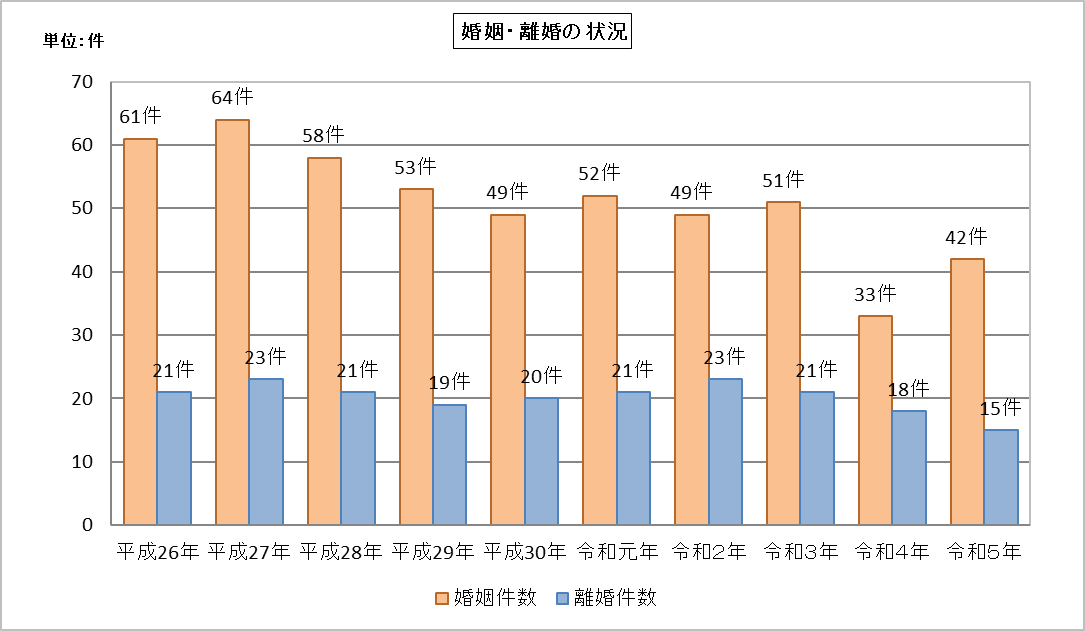 婚姻・離婚の状況
単位：件
70
60
50
40
30
20
10
0
61件
64件
58件
53件
49件
52件
49件
51件
33件
42件
21件
23件
21件
19件
20件
21件
23件
21件
18件
15件
平成26年 平成27年 平成28年 平成29年 平成30年 令和元年 令和２年 令和３年 令和４年 令和５年
婚姻件数 離婚件数